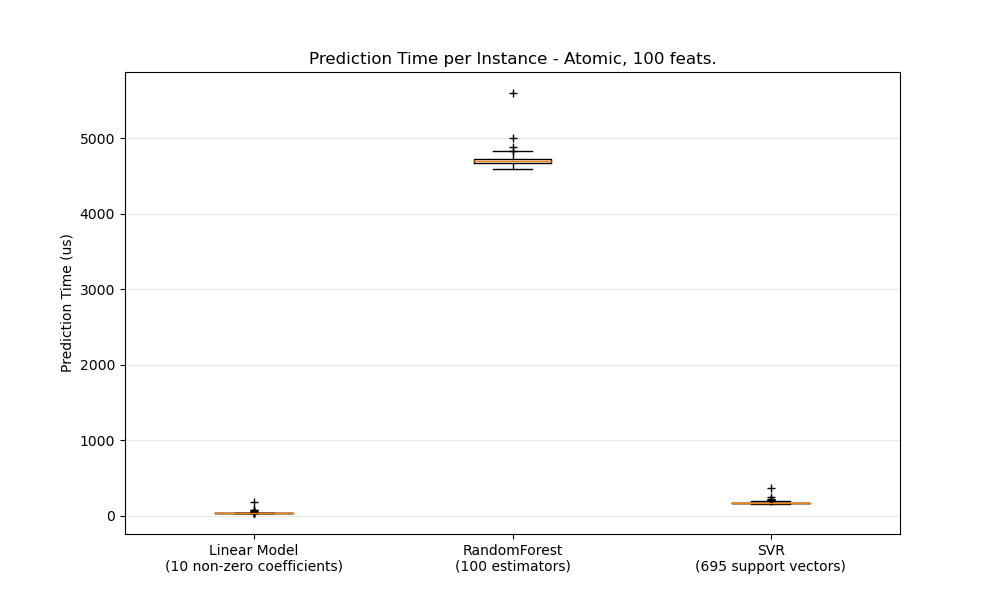 Prediction Time per Instance - Atomic, 100 feats.
Prediction Time (us)
5000
4000
3000
2000
1000
0
Linear Model
(10 non-zero coefficients)
RandomForest
(100 estimators)
SVR
(695 support vectors)